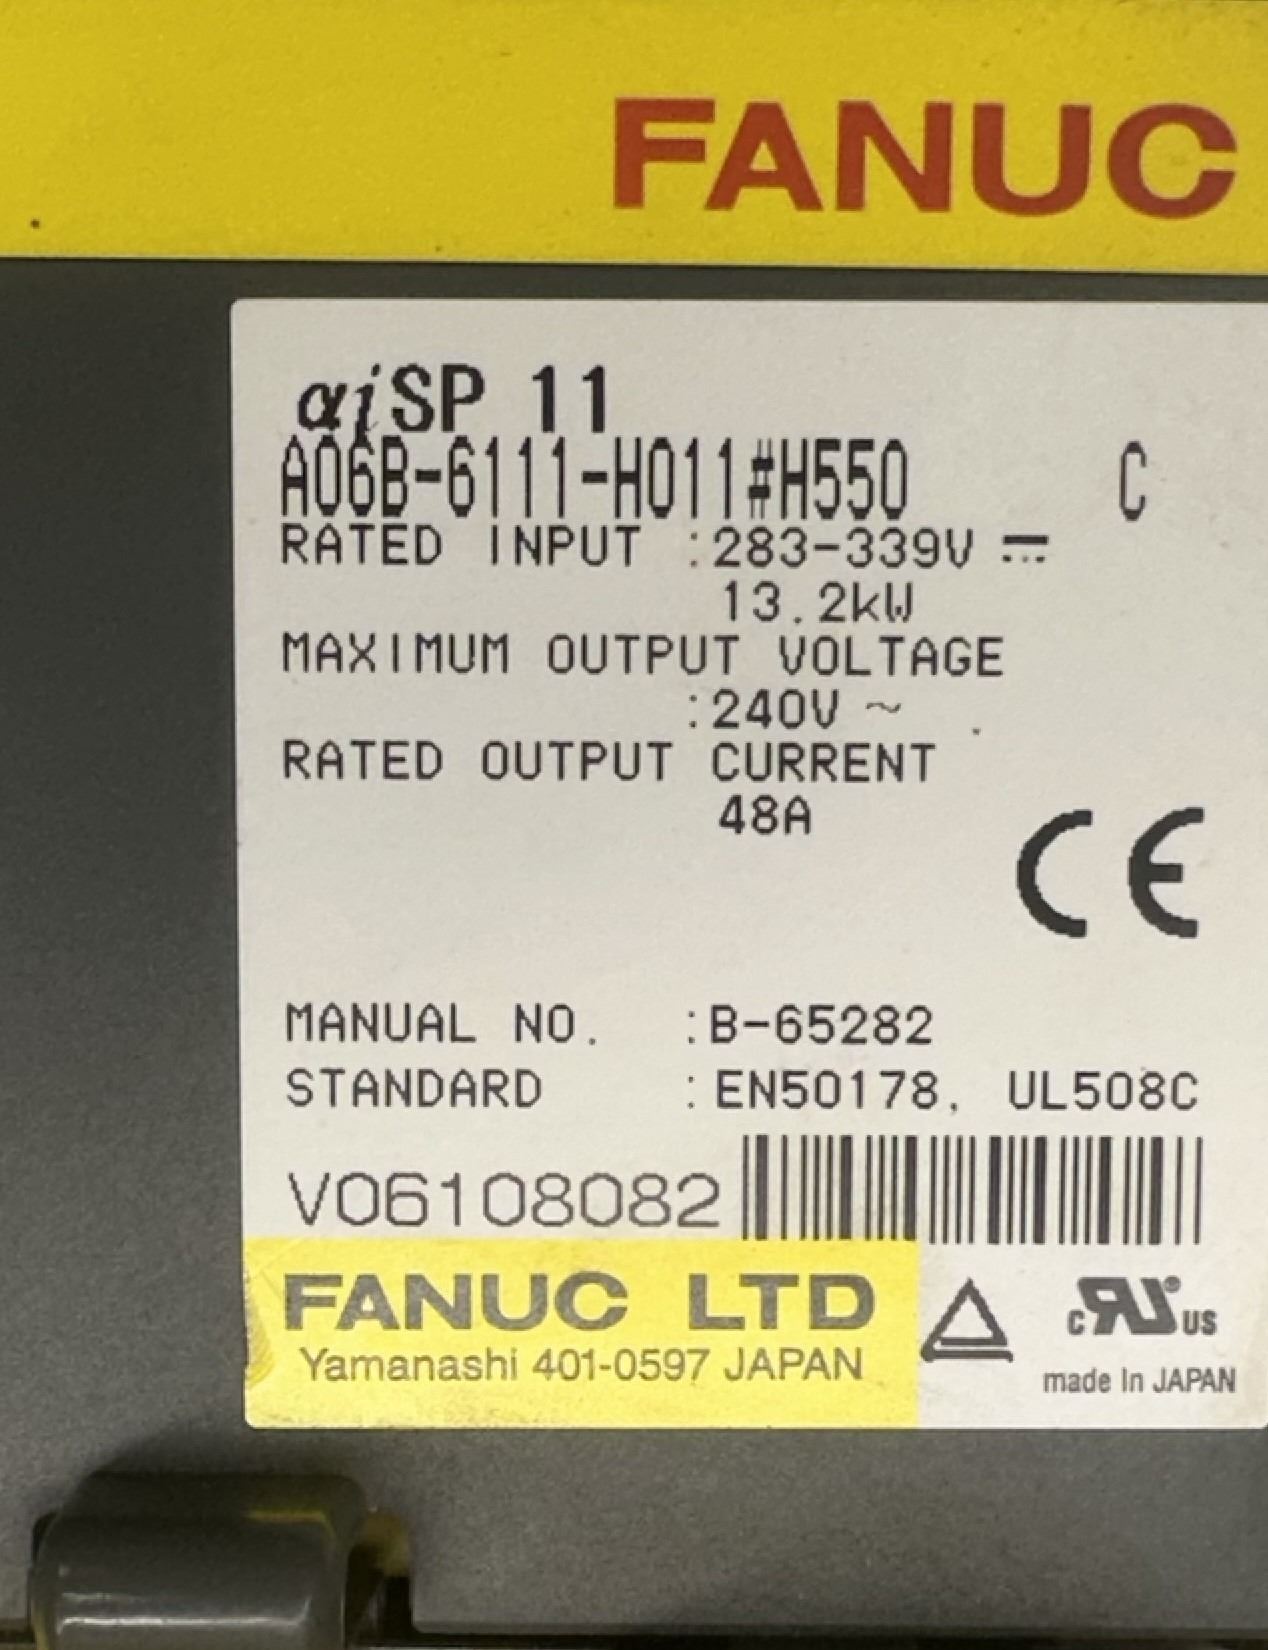 FANUC
αiSP 11
A06B-6111-H011#H550 C
RATED INPUT :283-339V ⎓
13.2kW
MAXIMUM OUTPUT VOLTAGE
:240V ~
RATED OUTPUT CURRENT
48A
CE
MANUAL NO. :B-65282
STANDARD :EN50178, UL508C
V06108082
FANUC LTD
Yamanashi 401-0597 JAPAN
c RU US
made In JAPAN